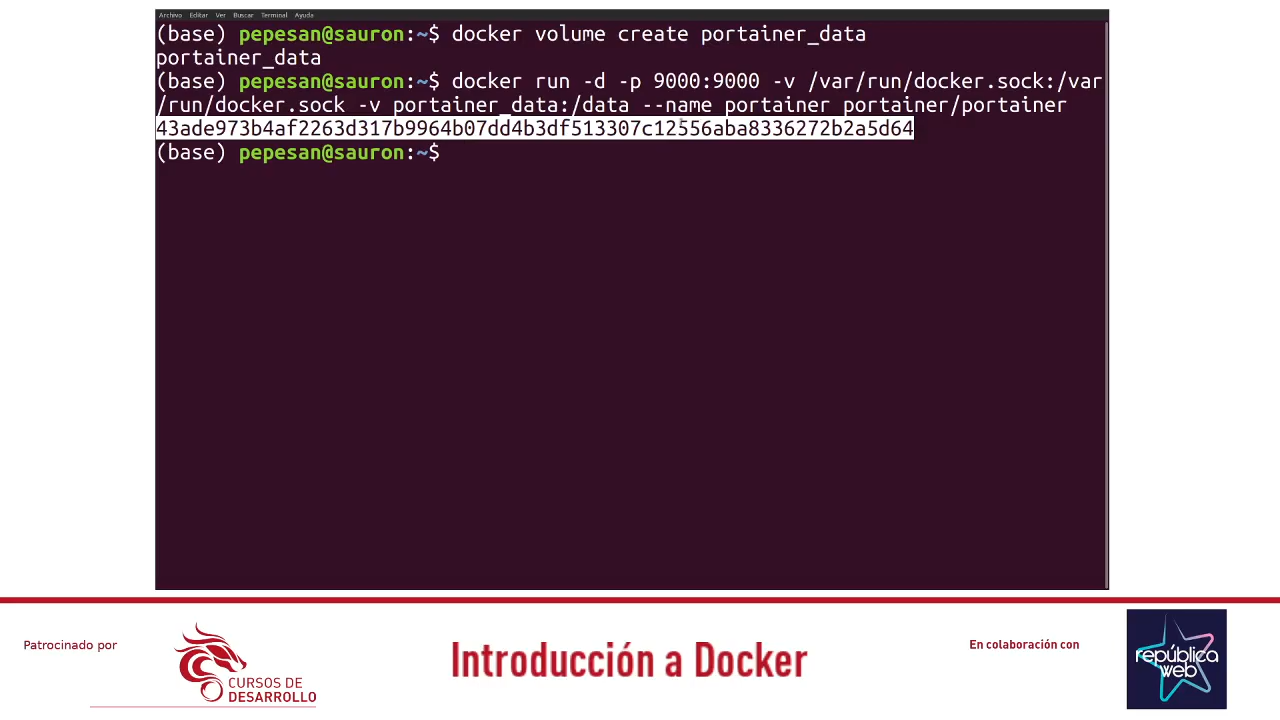 Archivo Editar Ver Buscar Terminal Ayuda
(base) pepesan@sauron:~$ docker volume create portainer_data
portainer_data
(base) pepesan@sauron:~$ docker run -d -p 9000:9000 -v /var/run/docker.sock:/var
/run/docker.sock -v portainer_data:/data --name portainer portainer/portainer
43ade973b4af2263d317b9964b07dd4b3df513307c12556aba8336272b2a5d64
(base) pepesan@sauron:~$
Patrocinado por
CURSOS DE
DESARROLLO
Introducción a Docker
En colaboración con
república
web